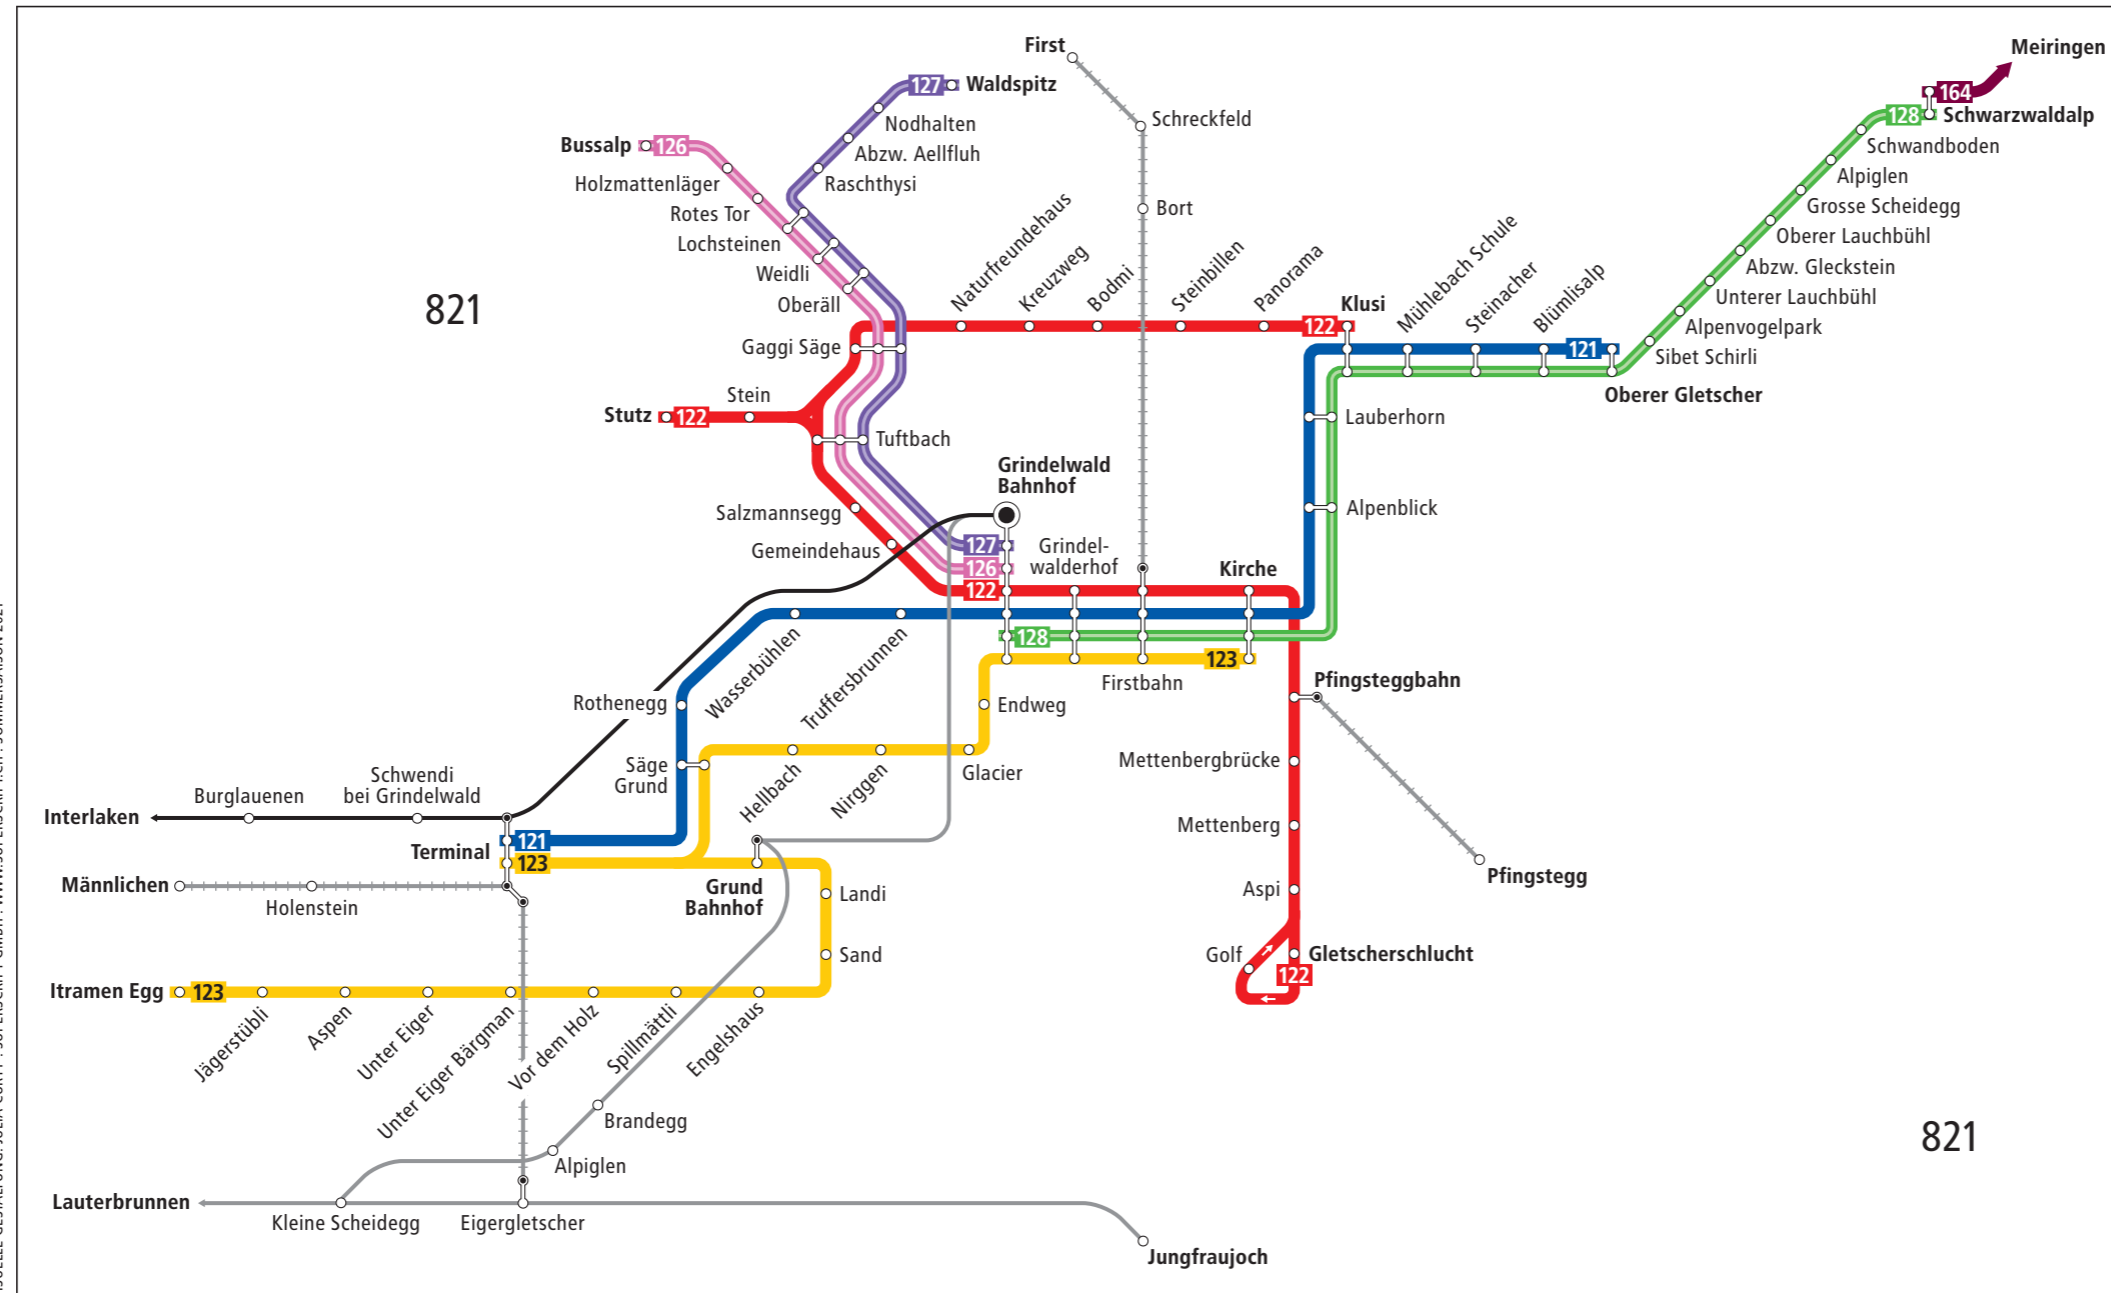 First
Meiringen
127
Waldspitz
164
128
Schwarzwaldalp
Nodhalten
Schreckfeld
Bussalp
126
Abzw. Aellfluh
Schwandboden
Holzmattenläger
Raschthysi
Alpiglen
Rotes Tor
Bort
Grosse Scheidegg
Lochsteinen
Oberer Lauchbühl
Weidli
Abzw. Gleckstein
Oberäll
Unterer Lauchbühl
821
Naturfreundehaus
Kreuzweg
Bodmi
Steinbillen
Panorama
122
Klusi
Mühlebach Schule
Steinacher
Blümlisalp
Alpenvogelpark
Gaggi Säge
121
Sibet Schirli
Stein
Oberer Gletscher
Stutz
122
Lauberhorn
Tuftbach
Grindelwald
Bahnhof
Salzmannsegg
Alpenblick
Gemeindehaus
127
Grindel-
walderhof
126
Kirche
122
128
Wasserbühlen
Truffersbrunnen
123
Firstbahn
Pfingsteggbahn
Rothenegg
Endweg
Säge
Grund
Hellbach
Nirggen
Glacier
Mettenbergbrücke
Schwendi
bei Grindelwald
Burglauenen
Interlaken
Mettenberg
121
Terminal
123
Pfingstegg
Männlichen
Grund
Bahnhof
Landi
Aspi
Holenstein
Sand
Golf
Gletscherschlucht
122
Itramen Egg
123
Jägerstübli
Aspen
Unter Eiger
Unter Eiger Bärgman
Vor dem Holz
Spillmättli
Engelshaus
Brandegg
821
Alpiglen
Lauterbrunnen
Kleine Scheidegg
Eigergletscher
Jungfraujoch